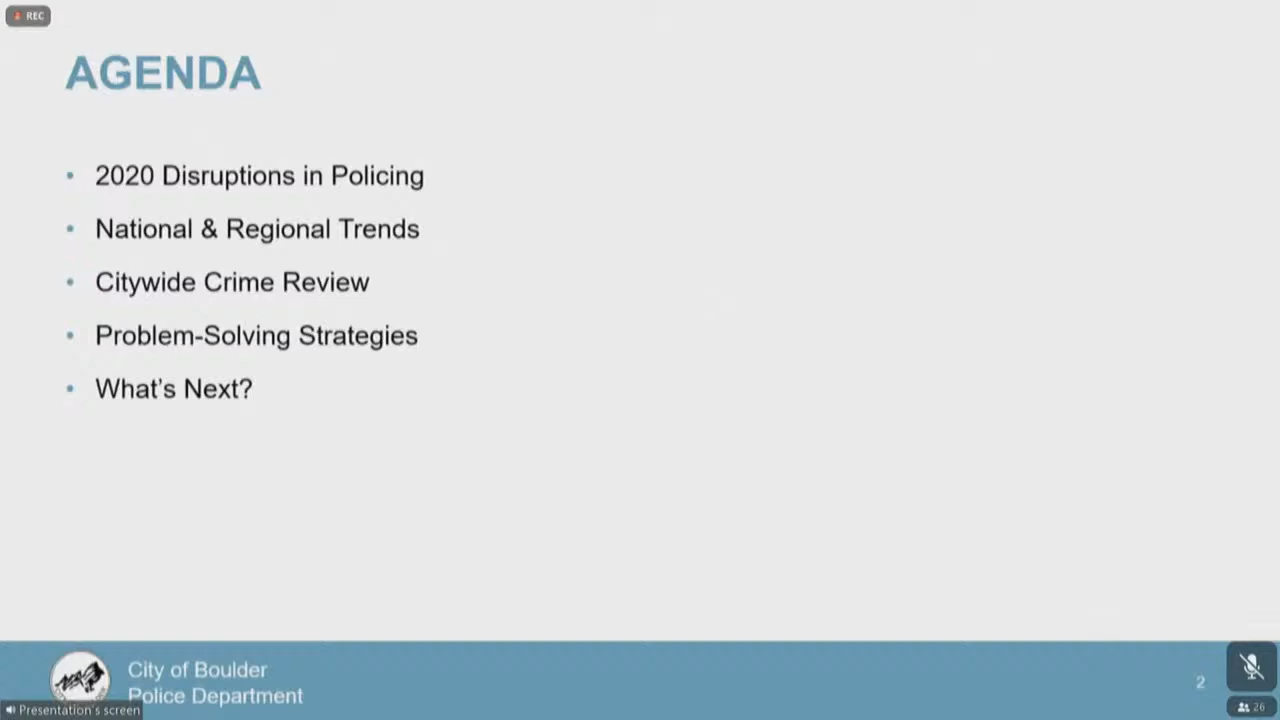 REC
AGENDA
• 2020 Disruptions in Policing
• National & Regional Trends
• Citywide Crime Review
• Problem-Solving Strategies
• What's Next?
City of Boulder
Police Department
2
Presentation's screen
26